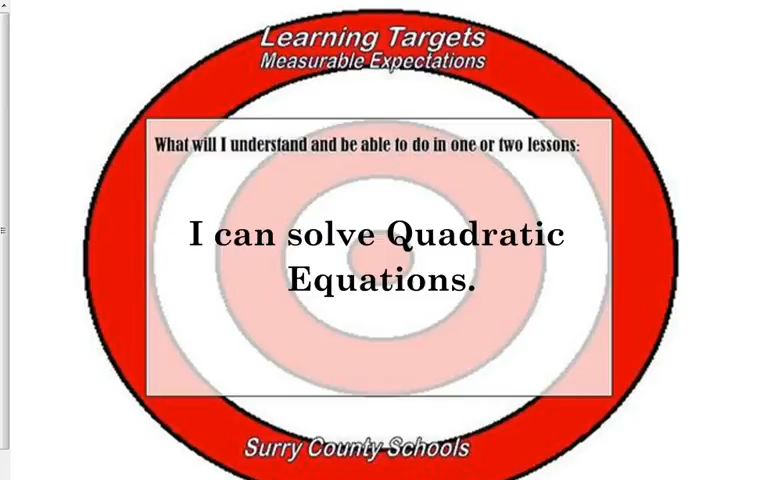 Learning Targets
Measurable Expectations
What will I understand and be able to do in one or two lessons:
I can solve Quadratic
Equations.
Surry County Schools